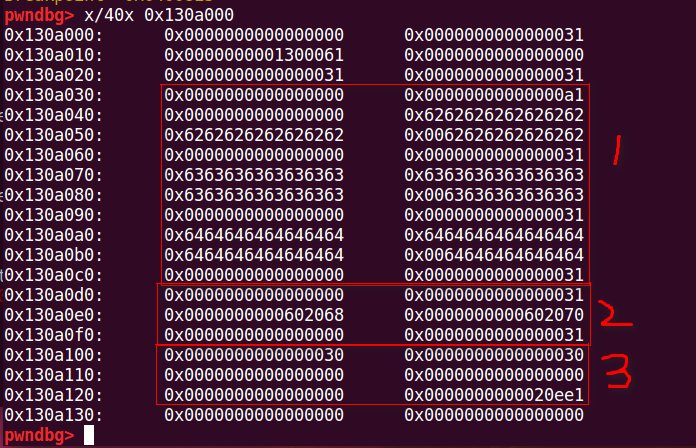 pwndbg> x/40x 0x130a000
0x130a000: 0x0000000000000000 0x0000000000000031
0x130a010: 0x0000000001300061 0x0000000000000000
0x130a020: 0x0000000000000031 0x0000000000000031
0x130a030: 0x0000000000000000 0x00000000000000a1
0x130a040: 0x0000000000000000 0x6262626262626262
0x130a050: 0x6262626262626262 0x0062626262626262
0x130a060: 0x0000000000000000 0x0000000000000031
1
0x130a070: 0x6363636363636363 0x6363636363636363
0x130a080: 0x6363636363636363 0x0063636363636363
0x130a090: 0x0000000000000000 0x0000000000000031
0x130a0a0: 0x6464646464646464 0x6464646464646464
0x130a0b0: 0x6464646464646464 0x0064646464646464
0x130a0c0: 0x0000000000000000 0x0000000000000031
0x130a0d0: 0x0000000000000000 0x0000000000000031
0x130a0e0: 0x0000000000602068 0x0000000000602070
2
0x130a0f0: 0x0000000000000000 0x0000000000000031
0x130a100: 0x0000000000000030 0x0000000000000030
0x130a110: 0x0000000000000000 0x0000000000000000
3
0x130a120: 0x0000000000000000 0x0000000000020ee1
0x130a130: 0x0000000000000000 0x0000000000000000
pwndbg>